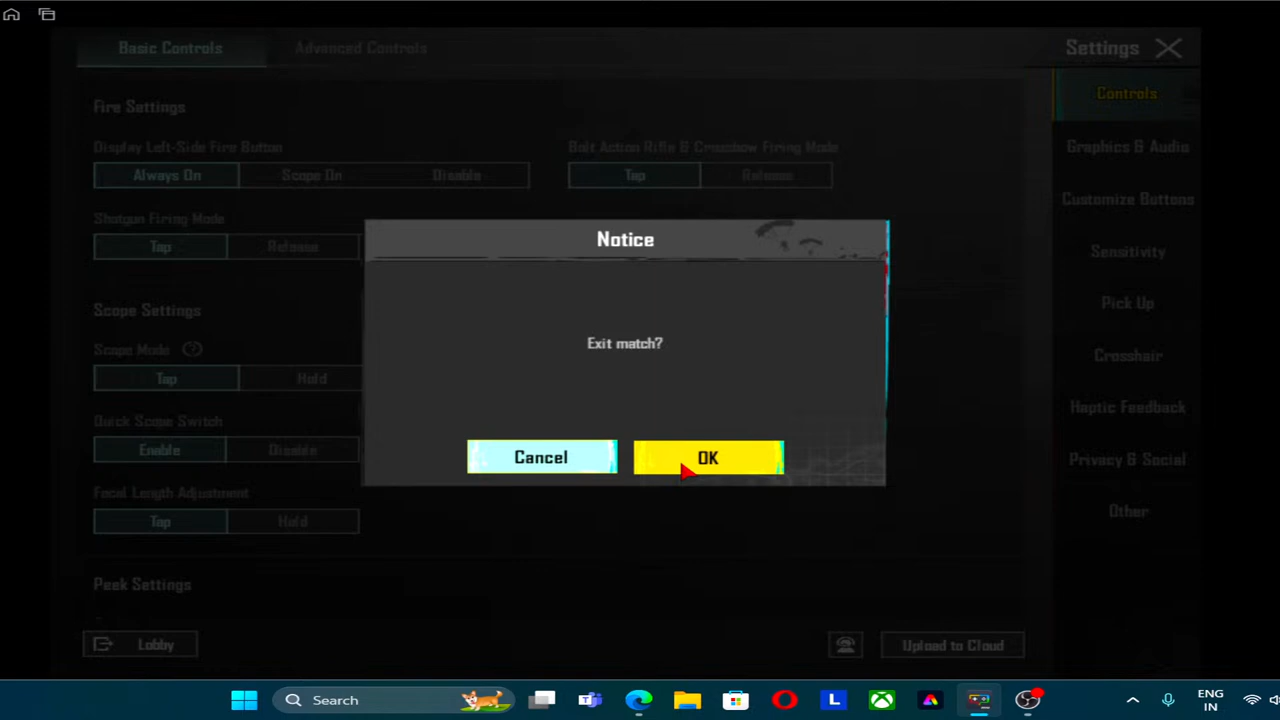 Basic Controls
Advanced Controls
Settings
Controls
Fire Settings
Display Left-Side Fire Button
Bolt Action Rifle & Crossbow Firing Mode
Graphics & Audio
Always On
Scope On
Disable
Tap
Release
Customize Buttons
Shotgun Firing Mode
Tap
Release
Notice
Sensitivity
Scope Settings
Pick Up
Scope Mode ?
Exit match?
Crosshair
Tap
Hold
Haptic Feedback
Quick Scope Switch
Enable
Disable
Cancel
OK
Privacy & Social
Focal Length Adjustment
Other
Tap
Hold
Peek Settings
Lobby
Upload to Cloud
Search
L
ENG
IN